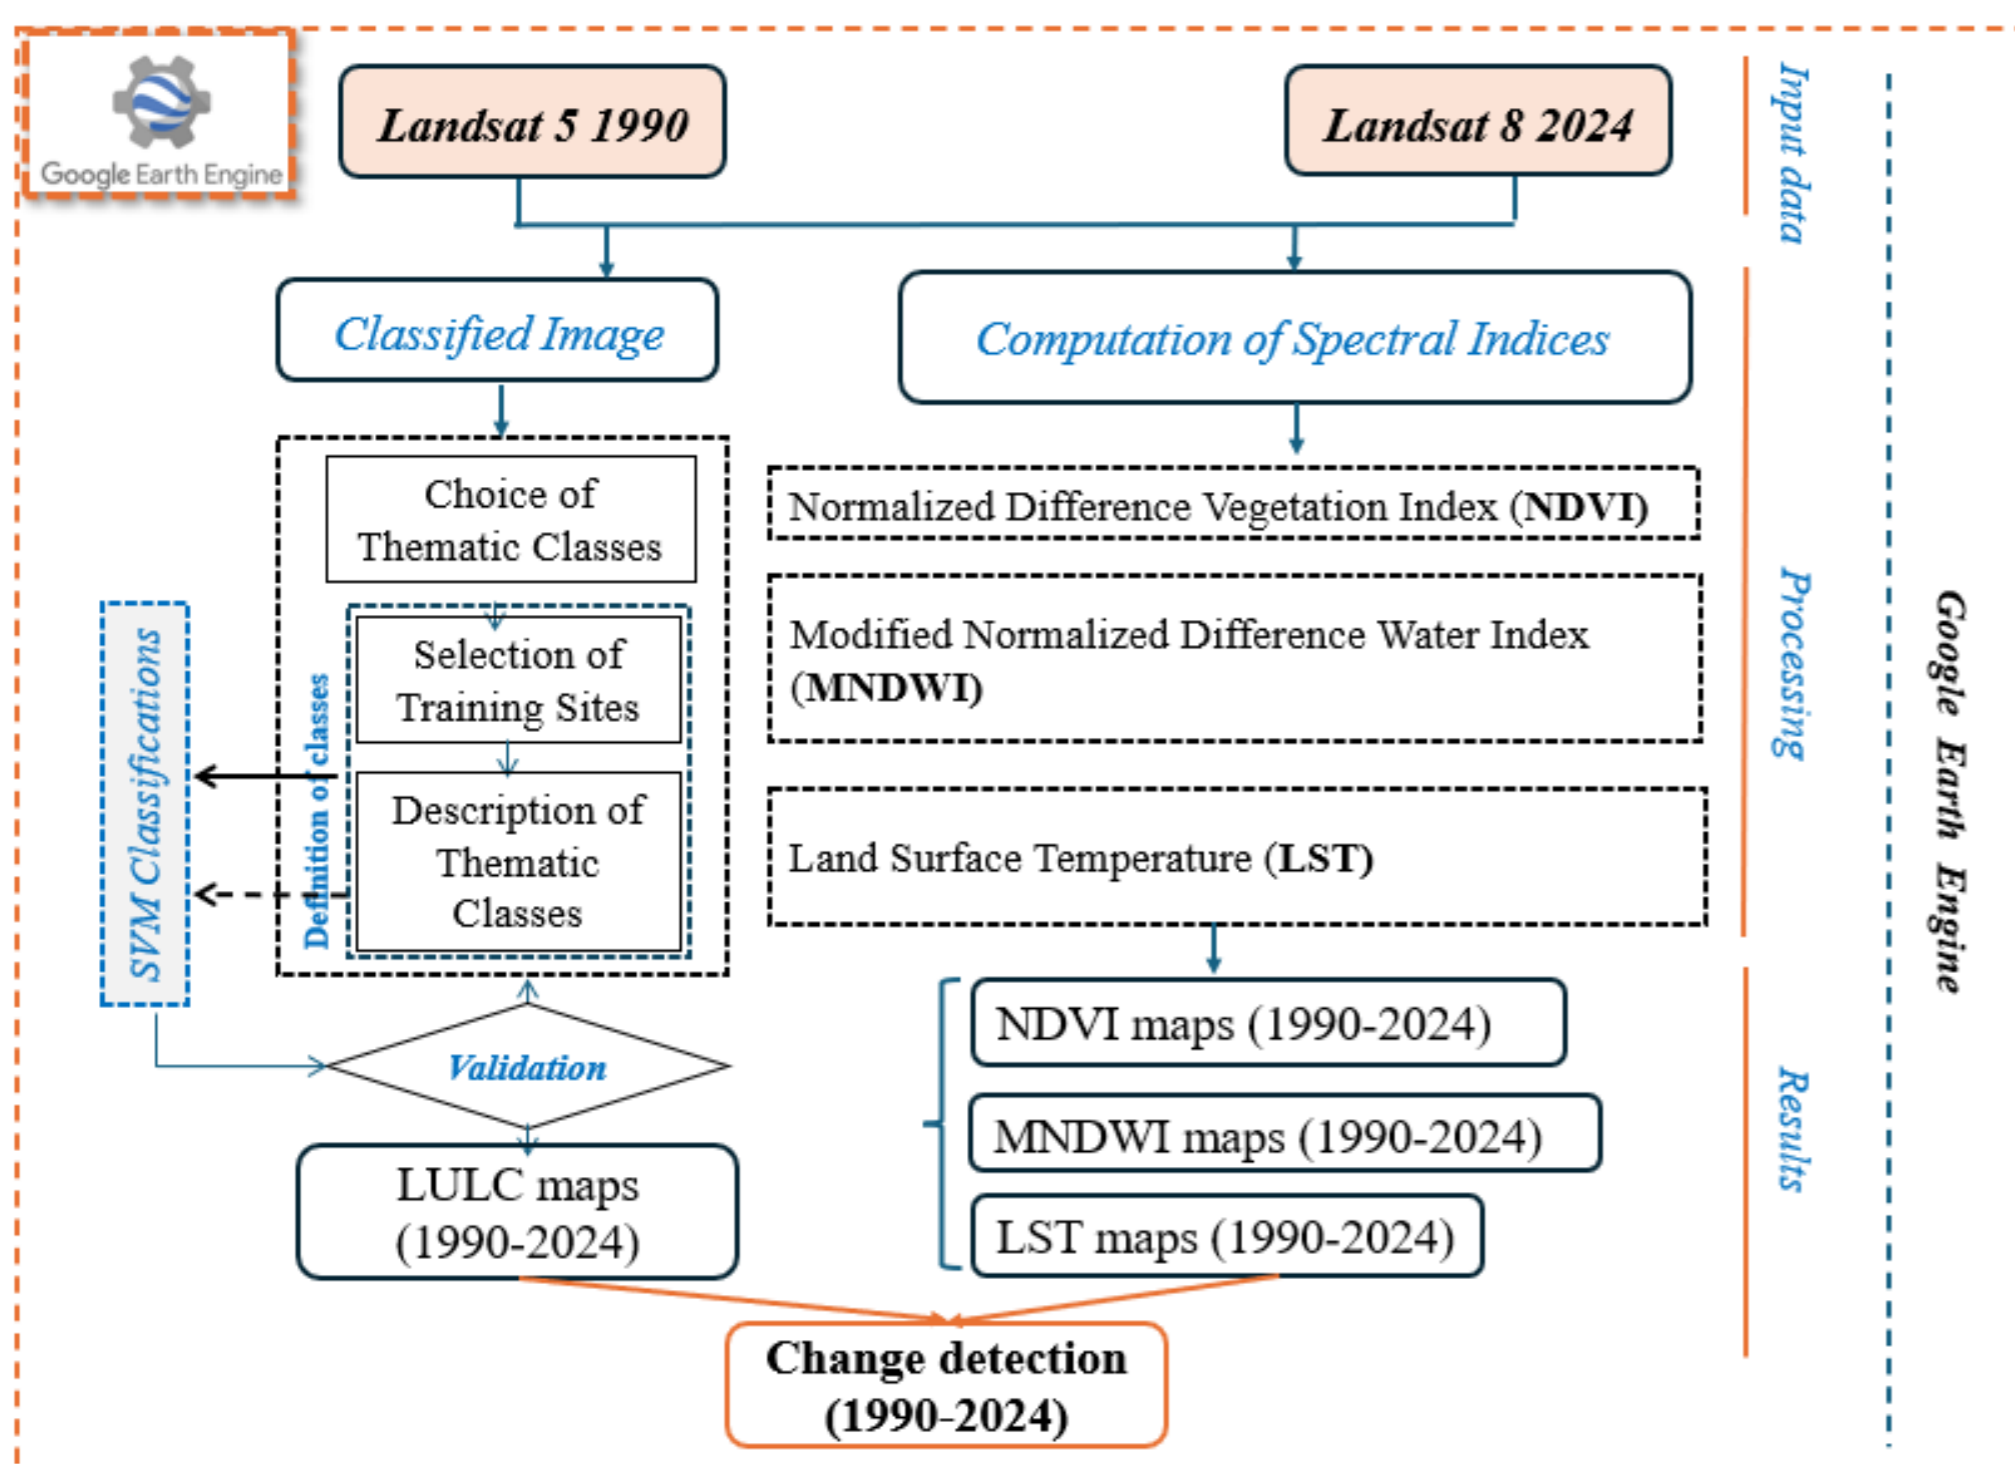 Google Earth Engine
Landsat 5 1990
Landsat 8 2024
Input data
Classified Image
Computation of Spectral Indices
Choice of
Thematic Classes
Selection of
Training Sites
Description of
Thematic
Classes
Definition of classes
SVM Classifications
Normalized Difference Vegetation Index (NDVI)
Modified Normalized Difference Water Index
(MNDWI)
Land Surface Temperature (LST)
Processing
Google Earth Engine
Validation
LULC maps
(1990-2024)
NDVI maps (1990-2024)
MNDWI maps (1990-2024)
LST maps (1990-2024)
Results
Change detection
(1990-2024)